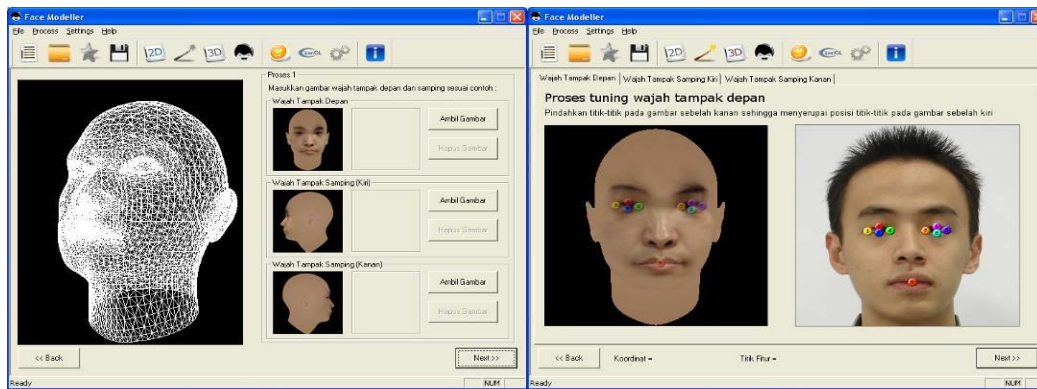 Face Modeller
File Process Settings Help
2D 3D
Proses 1
Masukkan gambar wajah tampak depan dan samping sesuai contoh :
Wajah Tampak Depan
Ambil Gambar
Hapus Gambar
Wajah Tampak Samping (Kiri)
Ambil Gambar
Hapus Gambar
Wajah Tampak Samping (Kanan)
Ambil Gambar
Hapus Gambar
<< Back
Next >>
Ready
NUM
Face Modeller
File Process Settings Help
2D 3D
Wajah Tampak Depan Wajah Tampak Samping Kiri Wajah Tampak Samping Kanan
Proses tuning wajah tampak depan
Pindahkan titik-titik pada gambar sebelah kanan sehingga menyerupai posisi titik-titik pada gambar sebelah kiri
<< Back Koordinat - Titik Fitur - Next >>
Ready
NUM